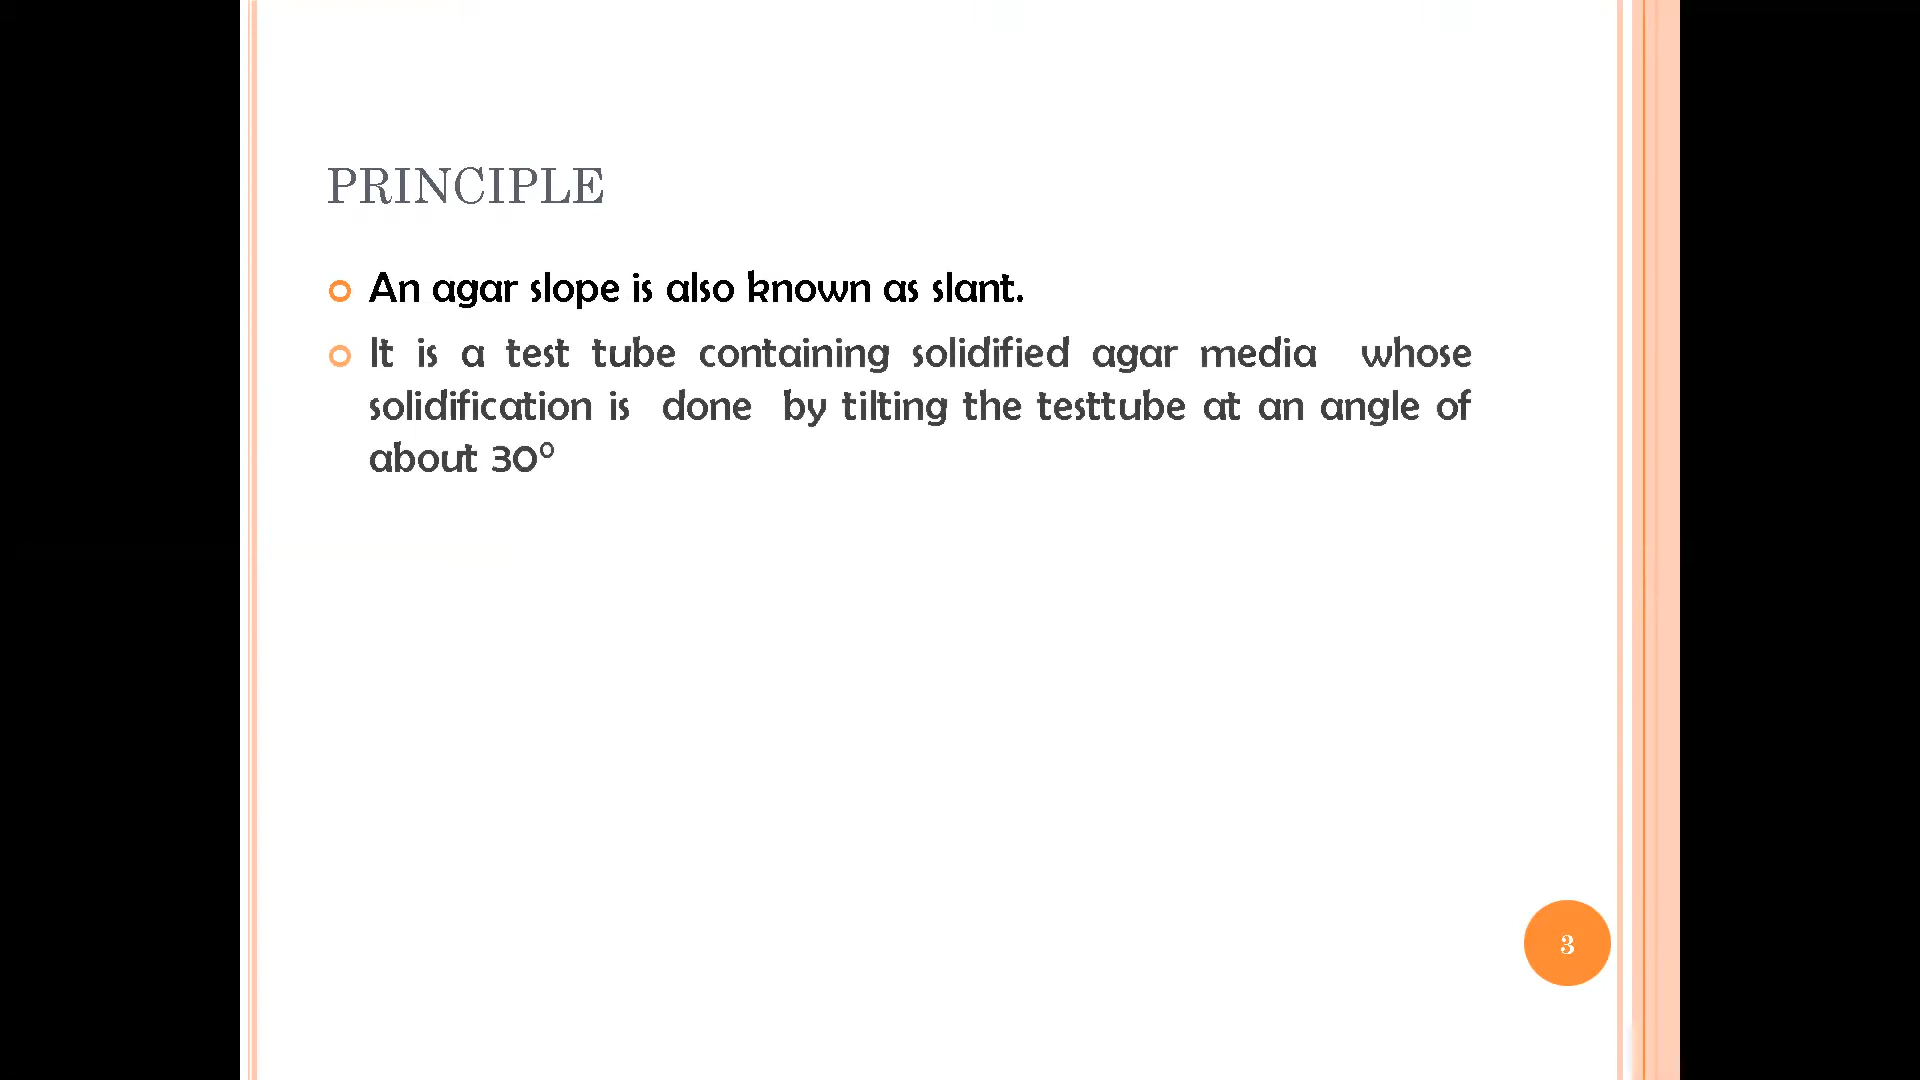 PRINCIPLE
An agar slope is also known as slant.
It is a test tube containing solidified agar media whose
solidification is done by tilting the testtube at an angle of
about 30⁰
3